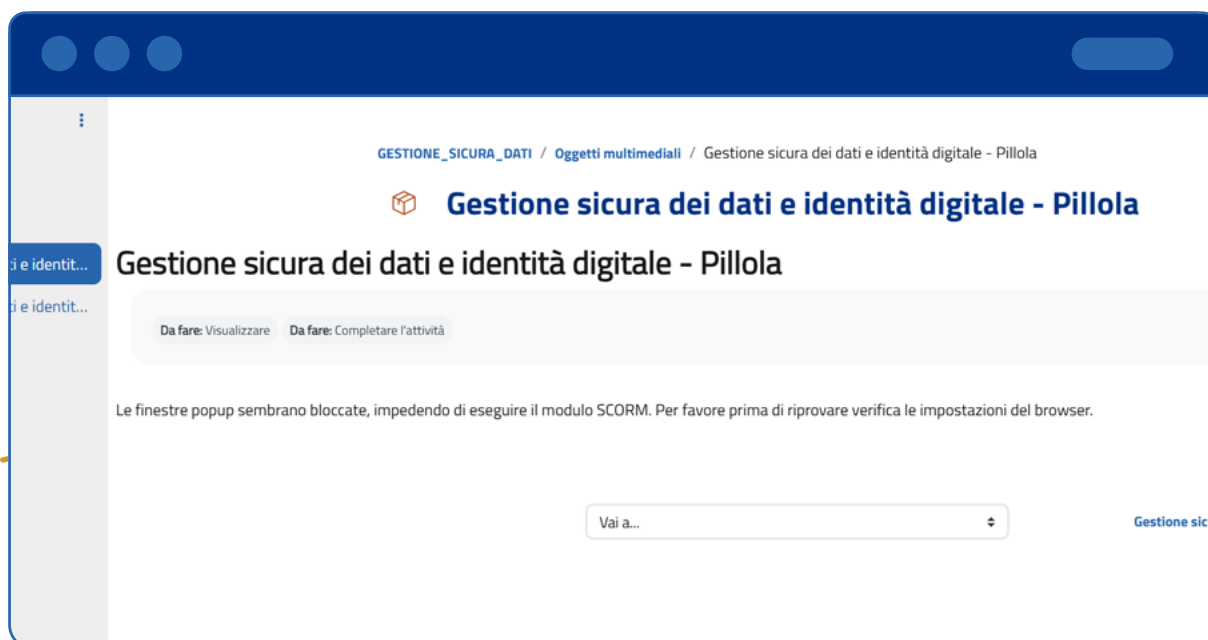 GESTIONE_SICURA_DATI / Oggetti multimediali / Gestione sicura dei dati e identità digitale - Pillola
Gestione sicura dei dati e identità digitale - Pillola
i e identit...
Gestione sicura dei dati e identità digitale - Pillola
i e identit...
Da fare: Visualizzare Da fare: Completare l'attività
Le finestre popup sembrano bloccate, impedendo di eseguire il modulo SCORM. Per favore prima di riprovare verifica le impostazioni del browser.
Vai a...
Gestione sic